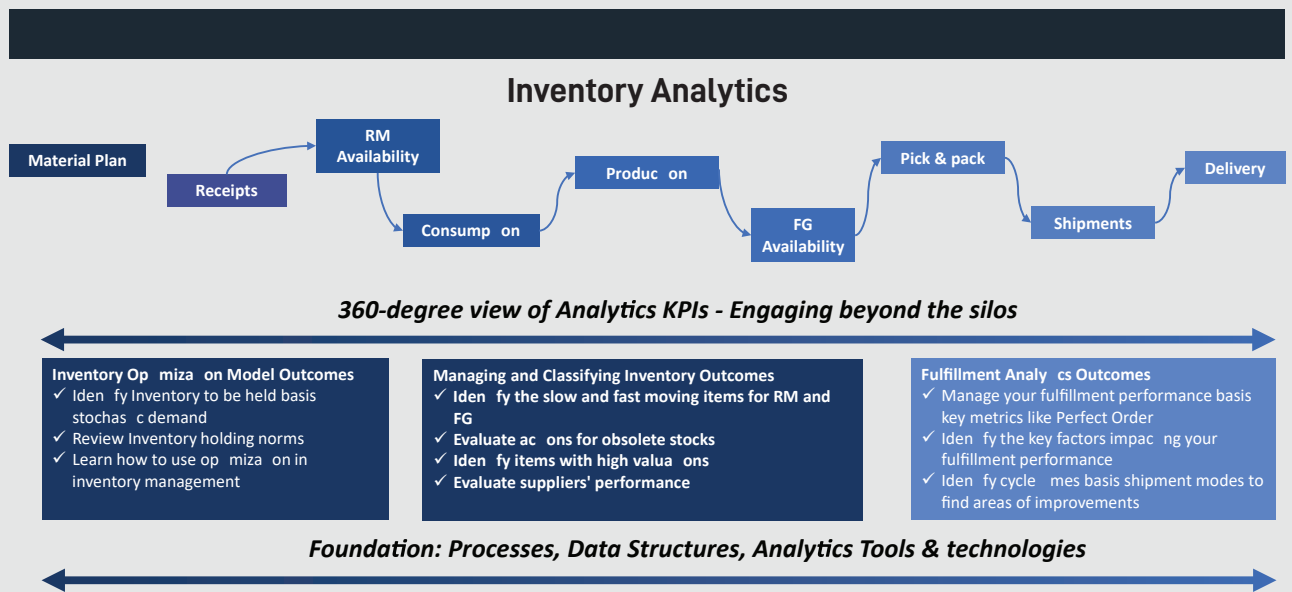 Inventory Analytics
Material Plan
Receipts
RM
Availability
Consump on
Produc on
FG
Availability
Pick & pack
Shipments
Delivery
360-degree view of Analytics KPIs - Engaging beyond the silos
Inventory Op miza on Model Outcomes
✓ Iden fy Inventory to be held basis
stochas c demand
✓ Review Inventory holding norms
✓ Learn how to use op miza on in
inventory management
Managing and Classifying Inventory Outcomes
✓ Iden fy the slow and fast moving items for RM and
FG
✓ Evaluate ac ons for obsolete stocks
✓ Iden fy items with high valua ons
✓ Evaluate suppliers' performance
Fulfillment Analy cs Outcomes
✓ Manage your fulfillment performance basis
key metrics like Perfect Order
✓ Iden fy the key factors impac ng your
fulfillment performance
✓ Iden fy cycle mes basis shipment modes to
find areas of improvements
Foundation: Processes, Data Structures, Analytics Tools & technologies